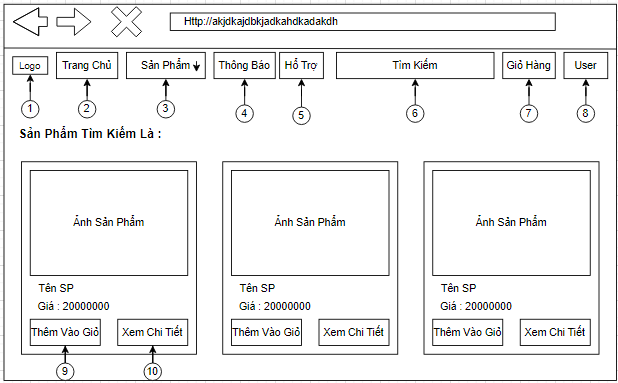 Http://akjdkajdbkjadkahdkadakdh
Logo Trang Chủ Sản Phẩm Thông Báo Hổ Trợ Tìm Kiếm Giỏ Hàng User
1 2 3 4 5 6 7 8
Sản Phẩm Tìm Kiếm Là :
Ảnh Sản Phẩm Ảnh Sản Phẩm Ảnh Sản Phẩm
Tên SP Tên SP Tên SP
Giá : 20000000 Giá : 20000000 Giá : 20000000
Thêm Vào Giỏ Xem Chi Tiết Thêm Vào Giỏ Xem Chi Tiết Thêm Vào Giỏ Xem Chi Tiết
9 10